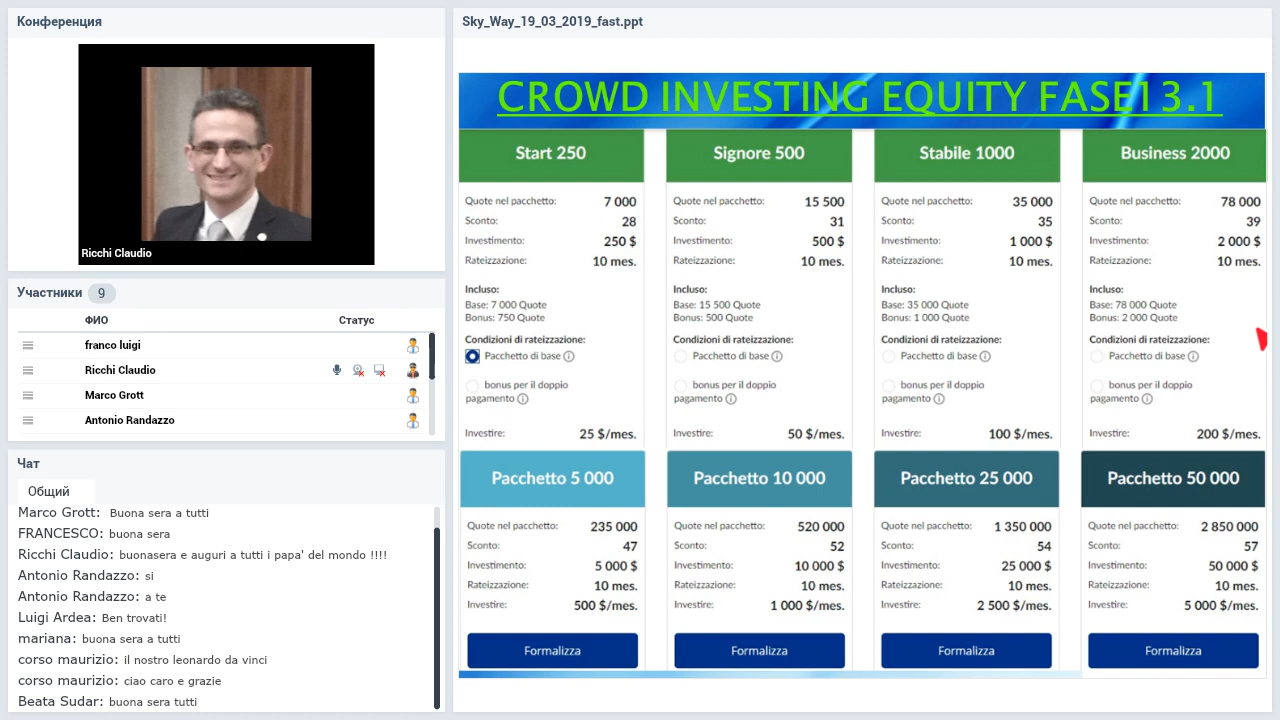 Конференция
Ricchi Claudio
Участники 9
ФИО Статус
franco luigi
Ricchi Claudio
Marco Grott
Antonio Randazzo
Чат
Общий
Marco Grott: Buona sera a tutti
FRANCESCO: buona sera
Ricchi Claudio: buonasera e auguri a tutti i papa' del mondo !!!!
Antonio Randazzo: si
Antonio Randazzo: a te
Luigi Ardea: Ben trovati!
mariana: buona sera a tutti
corso maurizio: il nostro leonardo da vinci
corso maurizio: ciao caro e grazie
Beata Sudar: buona sera tutti
Sky_Way_19_03_2019_fast.ppt
CROWD INVESTING EQUITY FASE13.1
Start 250
Quote nel pacchetto: 7 000
Sconto: 28
Investimento: 250 $
Rateizzazione: 10 mes.
Incluso:
Base: 7 000 Quote
Bonus: 750 Quote
Condizioni di rateizzazione:
Pacchetto di base
bonus per il doppio
pagamento
Investire: 25 $/mes.
Signore 500
Quote nel pacchetto: 15 500
Sconto: 31
Investimento: 500 $
Rateizzazione: 10 mes.
Incluso:
Base: 15 500 Quote
Bonus: 500 Quote
Condizioni di rateizzazione:
Pacchetto di base
bonus per il doppio
pagamento
Investire: 50 $/mes.
Stabile 1000
Quote nel pacchetto: 35 000
Sconto: 35
Investimento: 1 000 $
Rateizzazione: 10 mes.
Incluso:
Base: 35 000 Quote
Bonus: 1 000 Quote
Condizioni di rateizzazione:
Pacchetto di base
bonus per il doppio
pagamento
Investire: 100 $/mes.
Business 2000
Quote nel pacchetto: 78 000
Sconto: 39
Investimento: 2 000 $
Rateizzazione: 10 mes.
Incluso:
Base: 78 000 Quote
Bonus: 2 000 Quote
Condizioni di rateizzazione:
Pacchetto di base
bonus per il doppio
pagamento
Investire: 200 $/mes.
Pacchetto 5 000
Quote nel pacchetto: 235 000
Sconto: 47
Investimento: 5 000 $
Rateizzazione: 10 mes.
Investire: 500 $/mes.
Formalizza
Pacchetto 10 000
Quote nel pacchetto: 520 000
Sconto: 52
Investimento: 10 000 $
Rateizzazione: 10 mes.
Investire: 1 000 $/mes.
Formalizza
Pacchetto 25 000
Quote nel pacchetto: 1 350 000
Sconto: 54
Investimento: 25 000 $
Rateizzazione: 10 mes.
Investire: 2 500 $/mes.
Formalizza
Pacchetto 50 000
Quote nel pacchetto: 2 850 000
Sconto: 57
Investimento: 50 000 $
Rateizzazione: 10 mes.
Investire: 5 000 $/mes.
Formalizza